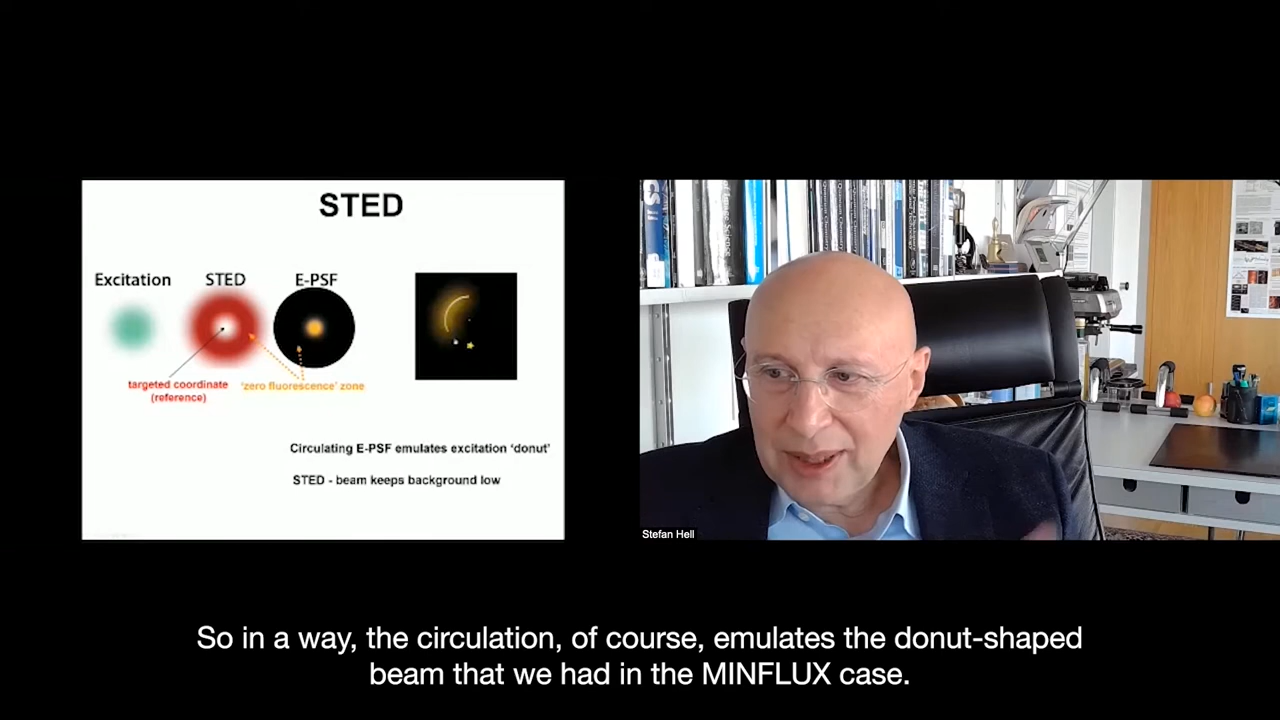 STED
Excitation
STED
E-PSF
targeted coordinate
(reference)
'zero fluorescence' zone
Circulating E-PSF emulates excitation 'donut'
STED - beam keeps background low
Stefan Hell
So in a way, the circulation, of course, emulates the donut-shaped
beam that we had in the MINFLUX case.